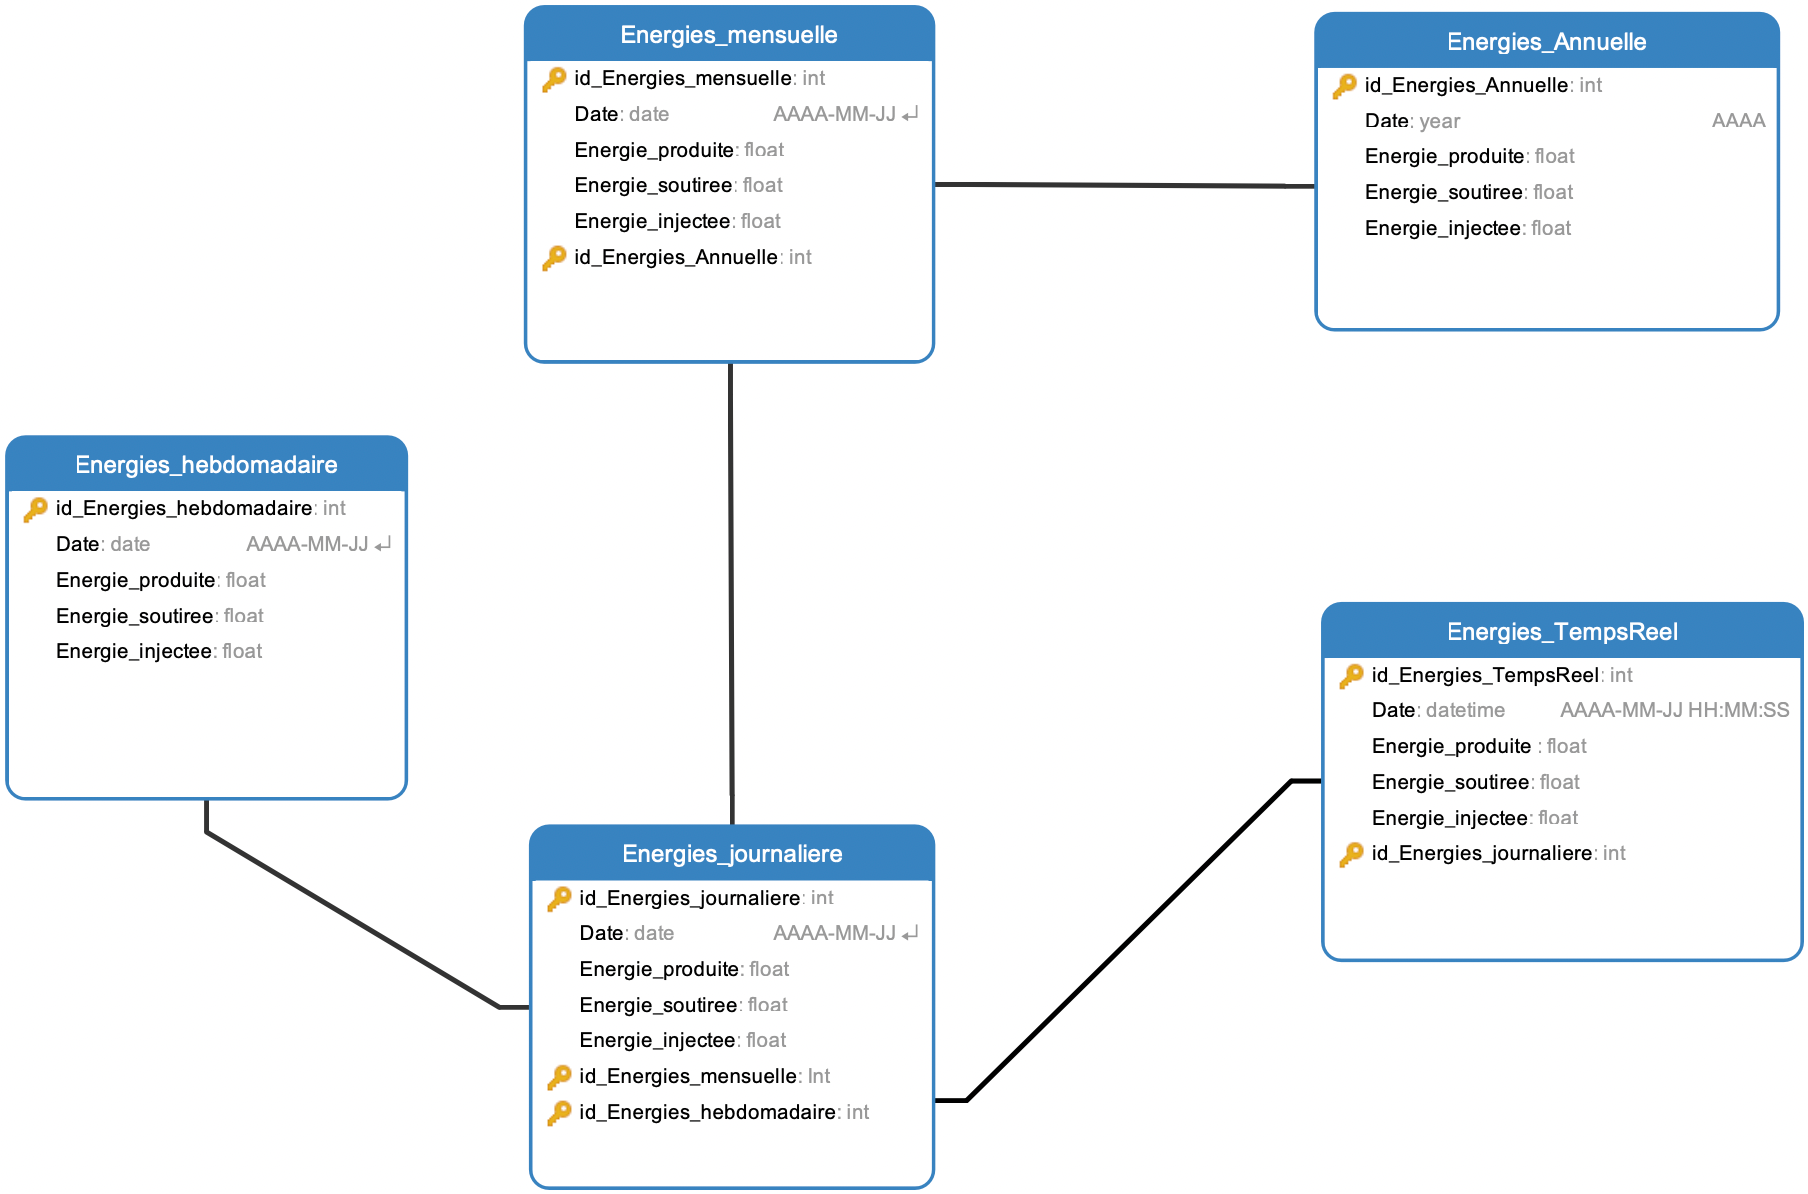 Energies_mensuelle
id_Energies_mensuelle: int
Date: date AAAA-MM-JJ ↵
Energie_produite: float
Energie_soutiree: float
Energie_injectee: float
id_Energies_Annuelle: int
Energies_Annuelle
id_Energies_Annuelle: int
Date: year AAAA
Energie_produite: float
Energie_soutiree: float
Energie_injectee: float
Energies_hebdomadaire
id_Energies_hebdomadaire: int
Date: date AAAA-MM-JJ ↵
Energie_produite: float
Energie_soutiree: float
Energie_injectee: float
Energies_TempsReel
id_Energies_TempsReel: int
Date: datetime AAAA-MM-JJ HH:MM:SS
Energie_produite : float
Energie_soutiree: float
Energie_injectee: float
id_Energies_journaliere: int
Energies_journaliere
id_Energies_journaliere: int
Date: date AAAA-MM-JJ ↵
Energie_produite: float
Energie_soutiree: float
Energie_injectee: float
id_Energies_mensuelle: Int
id_Energies_hebdomadaire: int